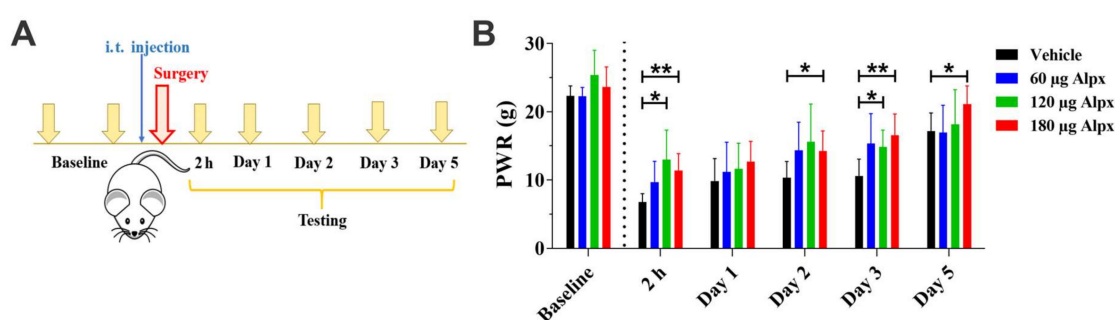 A
i.t. injection
Surgery
Baseline
2 h
Day 1
Day 2
Day 3
Day 5
Testing
B
PWR (g)
30
20
10
0
**
*
*
**
*
*
Baseline
2 h
Day 1
Day 2
Day 3
Day 5
Vehicle
60 µg Alpx
120 µg Alpx
180 µg Alpx